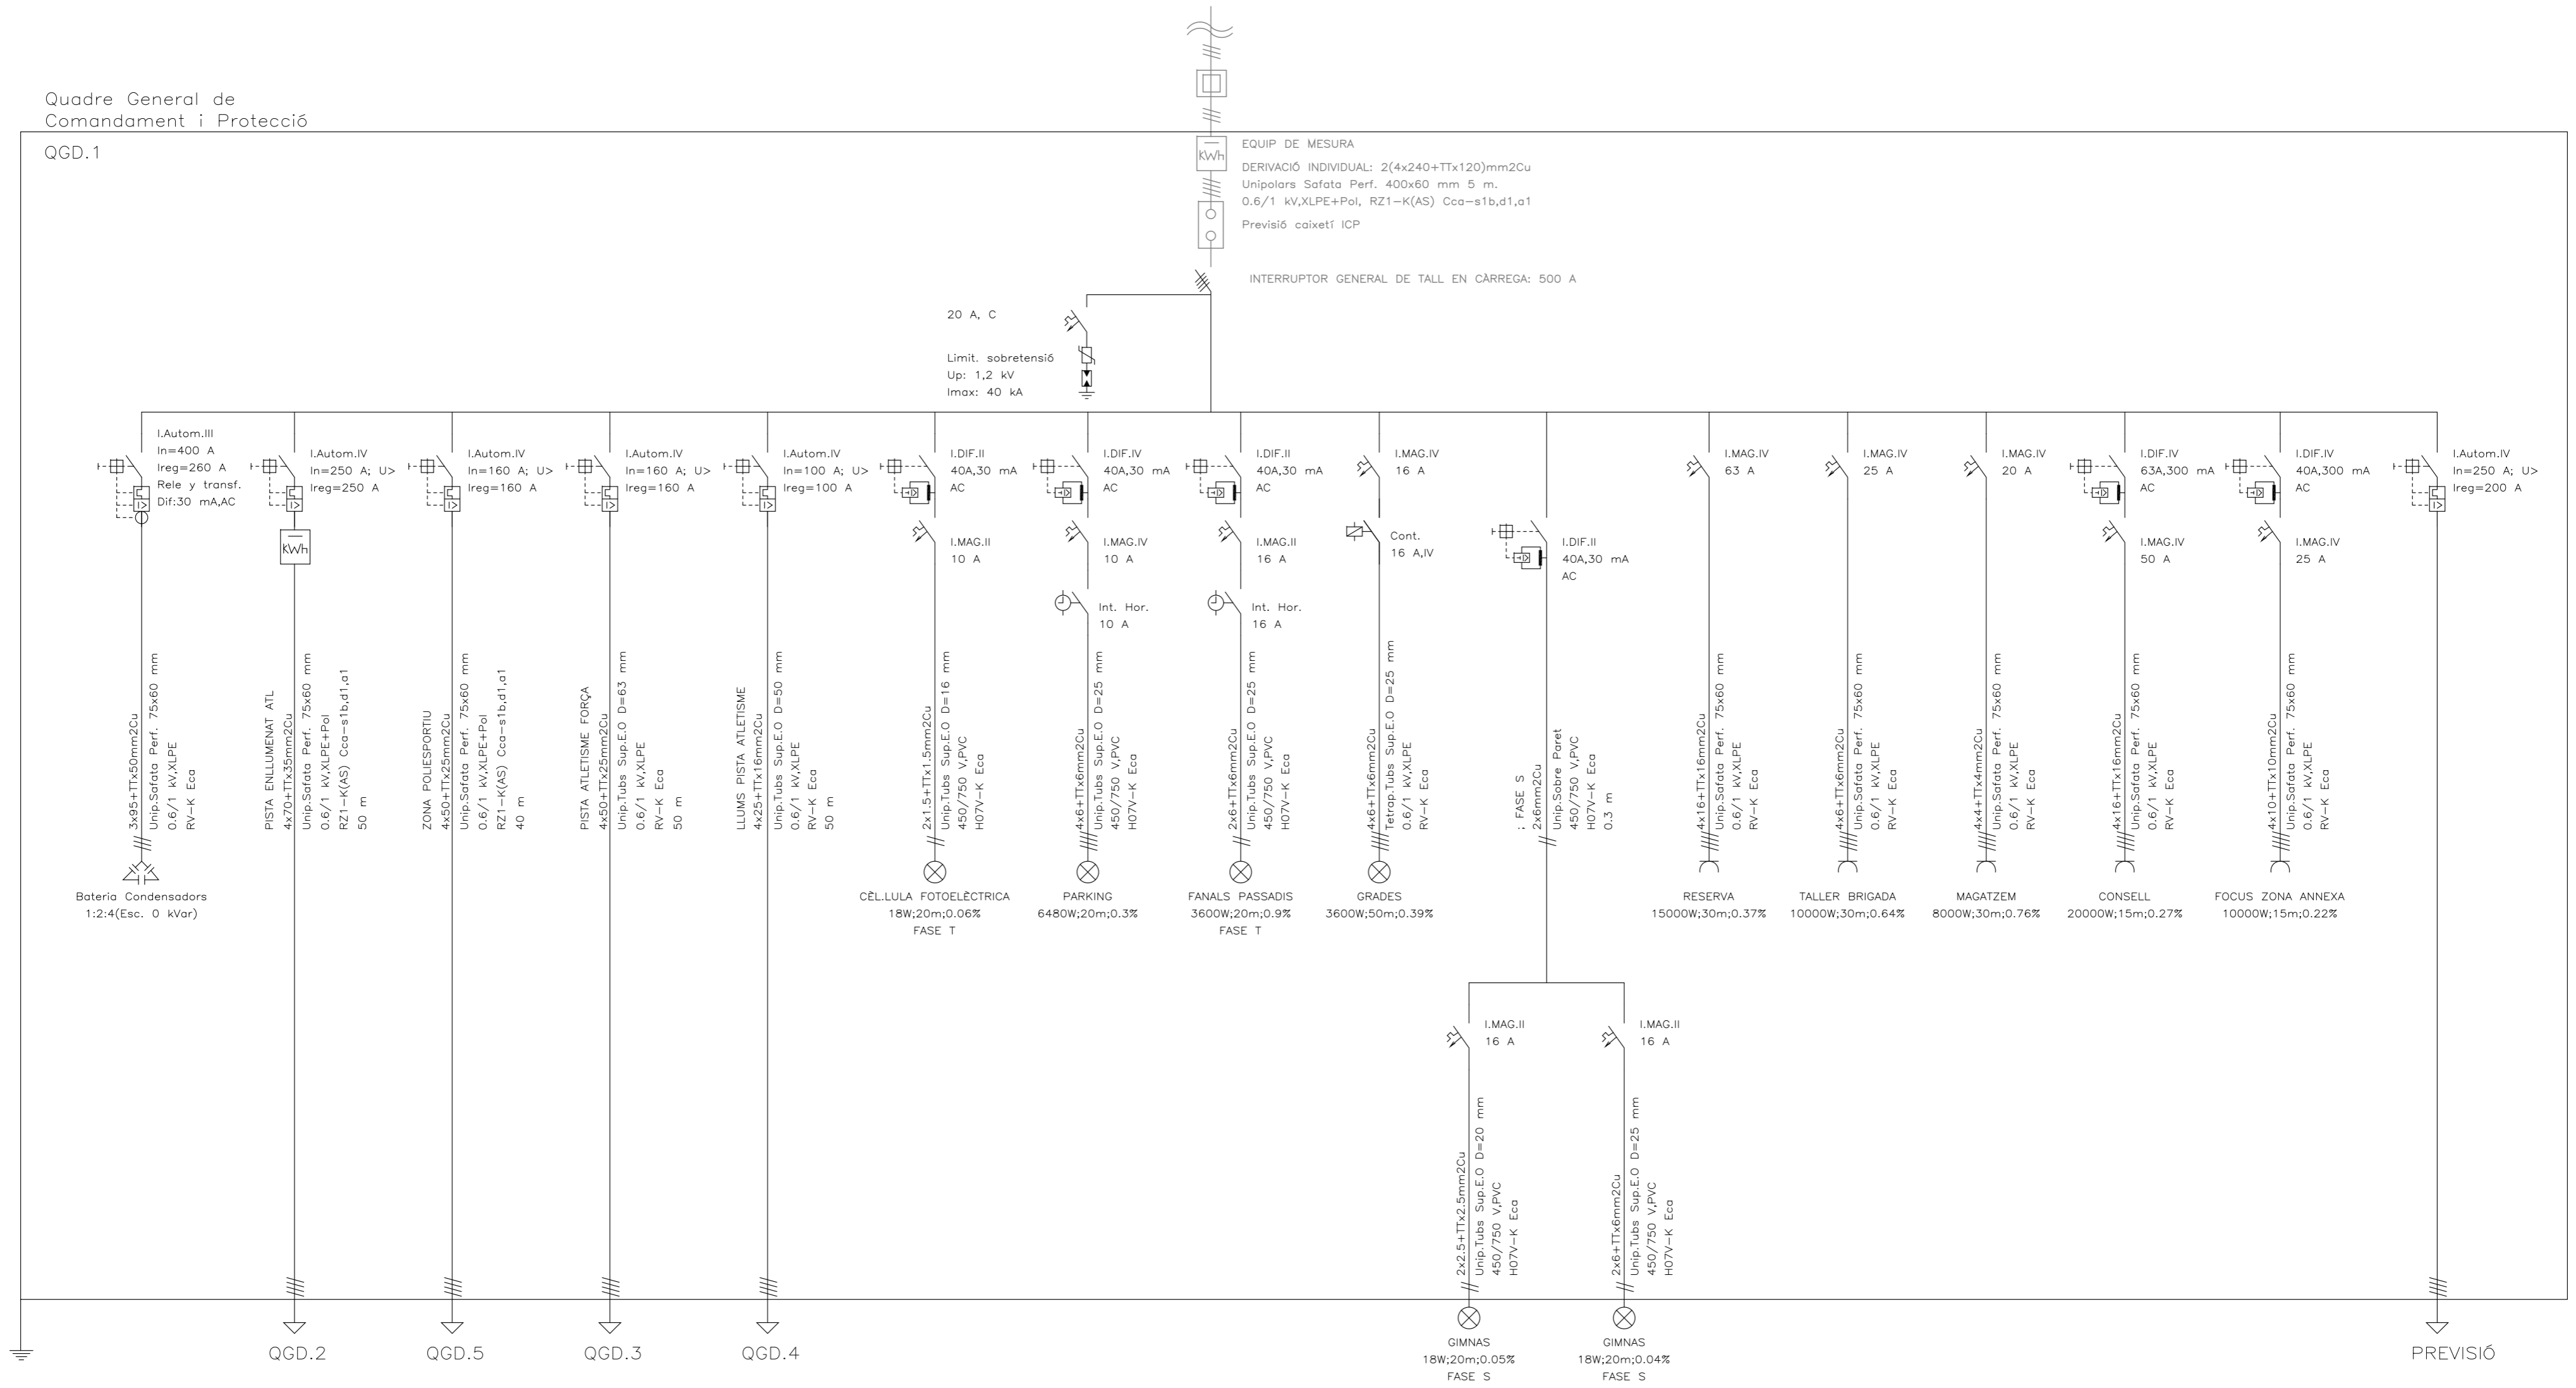 Quadre General de
Comandament i Protecció
QGD.1
KWh
EQUIP DE MESURA
DERIVACIÓ INDIVIDUAL: 2(4x240+TTx120)mm2Cu
Unipolars Safata Perf. 400x60 mm 5 m.
0.6/1 kV,XLPE+Pol, RZ1-K(AS) Cca-s1b,d1,a1
Previsió caixetí ICP
INTERRUPTOR GENERAL DE TALL EN CÀRREGA: 500 A
20 A, C
Limit. sobretensió
Up: 1,2 kV
Imax: 40 kA
I.Autom.III
In=400 A
Ireg=260 A
Rele y transf.
Dif:30 mA,AC
I>
3x95+TTx50mm2Cu
Unip.Safata Perf. 75x60 mm
0.6/1 kV,XLPE
RV-K Eca
Bateria Condensadors
1:2:4(Esc. 0 kVar)
I.Autom.IV
In=250 A; U>
Ireg=250 A
I>
KWh
PISTA ENLLUMENAT ATL
4x70+TTx35mm2Cu
Unip.Safata Perf. 75x60 mm
0.6/1 kV,XLPE+Pol
RZ1-K(AS) Cca-s1b,d1,a1
50 m
QGD.2
I.Autom.IV
In=160 A; U>
Ireg=160 A
I>
ZONA POLIESPORTIU
4x50+TTx25mm2Cu
Unip.Safata Perf. 75x60 mm
0.6/1 kV,XLPE+Pol
RZ1-K(AS) Cca-s1b,d1,a1
40 m
QGD.5
I.Autom.IV
In=160 A; U>
Ireg=160 A
I>
PISTA ATLETISME FORÇA
4x50+TTx25mm2Cu
Unip.Tubs Sup.E.O D=63 mm
0.6/1 kV,XLPE
RV-K Eca
50 m
QGD.3
I.Autom.IV
In=100 A; U>
Ireg=100 A
I>
LLUMS PISTA ATLETISME
4x25+TTx16mm2Cu
Unip.Tubs Sup.E.O D=50 mm
0.6/1 kV,XLPE
RV-K Eca
50 m
QGD.4
I.DIF.II
40A,30 mA
AC
I.MAG.II
10 A
2x1.5+TTx1.5mm2Cu
Unip.Tubs Sup.E.O D=16 mm
450/750 V,PVC
H07V-K Eca
CÈL.LULA FOTOELÈCTRICA
18W;20m;0.06%
FASE T
I.DIF.IV
40A,30 mA
AC
I.MAG.IV
10 A
Int. Hor.
10 A
4x6+TTx6mm2Cu
Unip.Tubs Sup.E.O D=25 mm
450/750 V,PVC
H07V-K Eca
PARKING
6480W;20m;0.3%
I.DIF.II
40A,30 mA
AC
I.MAG.II
16 A
Int. Hor.
16 A
2x6+TTx6mm2Cu
Unip.Tubs Sup.E.O D=25 mm
450/750 V,PVC
H07V-K Eca
FANALS PASSADIS
3600W;20m;0.9%
FASE T
I.MAG.IV
16 A
Cont.
16 A,IV
4x6+TTx6mm2Cu
Tetrap.Tubs Sup.E.O D=25 mm
0.6/1 kV,XLPE
RV-K Eca
GRADES
3600W;50m;0.39%
I.DIF.II
40A,30 mA
AC
; FASE S
2x6mm2Cu
Unip.Sobre Paret
450/750 V,PVC
H07V-K Eca
0.3 m
I.MAG.II
16 A
2x2.5+TTx2.5mm2Cu
Unip.Tubs Sup.E.O D=20 mm
450/750 V,PVC
H07V-K Eca
GIMNAS
18W;20m;0.05%
FASE S
I.MAG.II
16 A
2x6+TTx6mm2Cu
Unip.Tubs Sup.E.O D=25 mm
450/750 V,PVC
H07V-K Eca
GIMNAS
18W;20m;0.04%
FASE S
I.MAG.IV
63 A
4x16+TTx16mm2Cu
Unip.Safata Perf. 75x60 mm
0.6/1 kV,XLPE
RV-K Eca
RESERVA
15000W;30m;0.37%
I.MAG.IV
25 A
4x6+TTx6mm2Cu
Unip.Safata Perf. 75x60 mm
0.6/1 kV,XLPE
RV-K Eca
TALLER BRIGADA
10000W;30m;0.64%
I.MAG.IV
20 A
4x4+TTx4mm2Cu
Unip.Safata Perf. 75x60 mm
0.6/1 kV,XLPE
RV-K Eca
MAGATZEM
8000W;30m;0.76%
I.DIF.IV
63A,300 mA
AC
I.MAG.IV
50 A
4x16+TTx16mm2Cu
Unip.Safata Perf. 75x60 mm
0.6/1 kV,XLPE
RV-K Eca
CONSELL
20000W;15m;0.27%
I.DIF.IV
40A,300 mA
AC
I.MAG.IV
25 A
4x10+TTx10mm2Cu
Unip.Safata Perf. 75x60 mm
0.6/1 kV,XLPE
RV-K Eca
FOCUS ZONA ANNEXA
10000W;15m;0.22%
I.Autom.IV
In=250 A; U>
Ireg=200 A
I>
PREVISIÓ